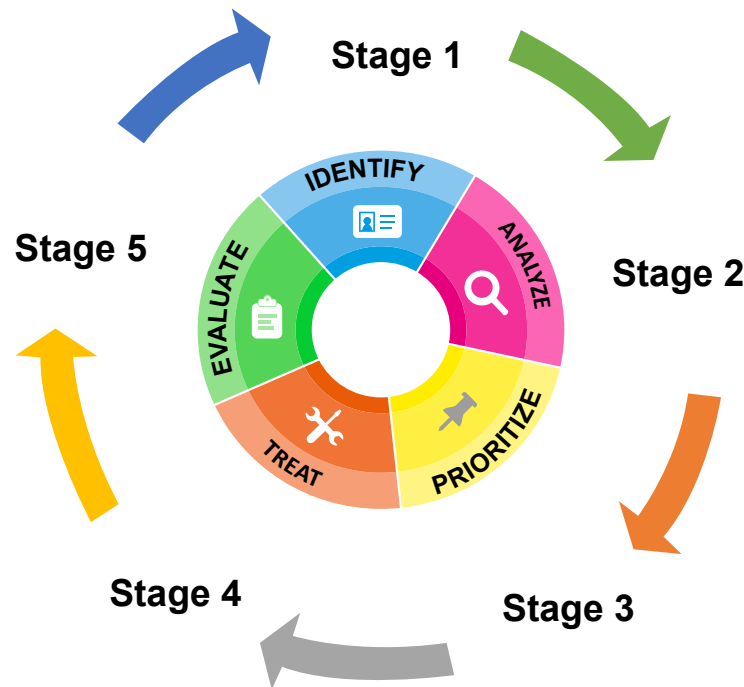 Stage 1
IDENTIFY
ANALYZE
Stage 2
PRIORITIZE
Stage 3
TREAT
Stage 4
EVALUATE
Stage 5